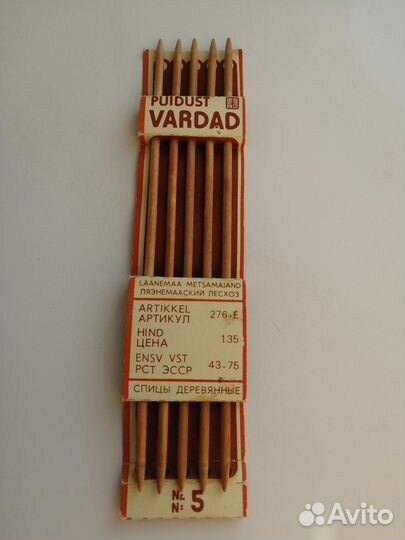 PUIDUST
VARDAD
LÄÄNEMAA METSAMAJAND
ЛЯЭНЕМААСКИЙ ЛЕСХОЗ
ARTIKKEL
АРТИКУЛ 276-E
HIND
ЦЕНА 1.35
ENSV VST
РСТ ЭССР 43-75
СПИЦЫ ДЕРЕВЯННЫЕ
Nr.
№: 5
Avito